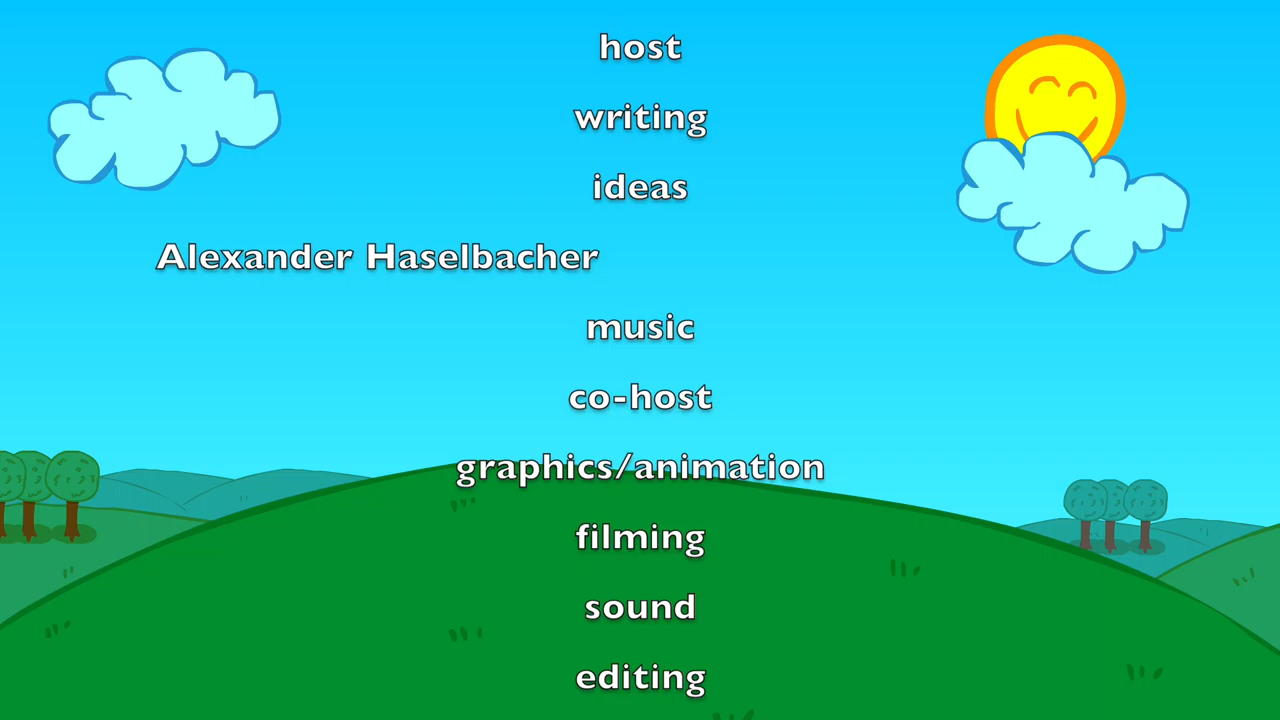 host
writing
ideas
Alexander Haselbacher
music
co-host
graphics/animation
filming
sound
editing